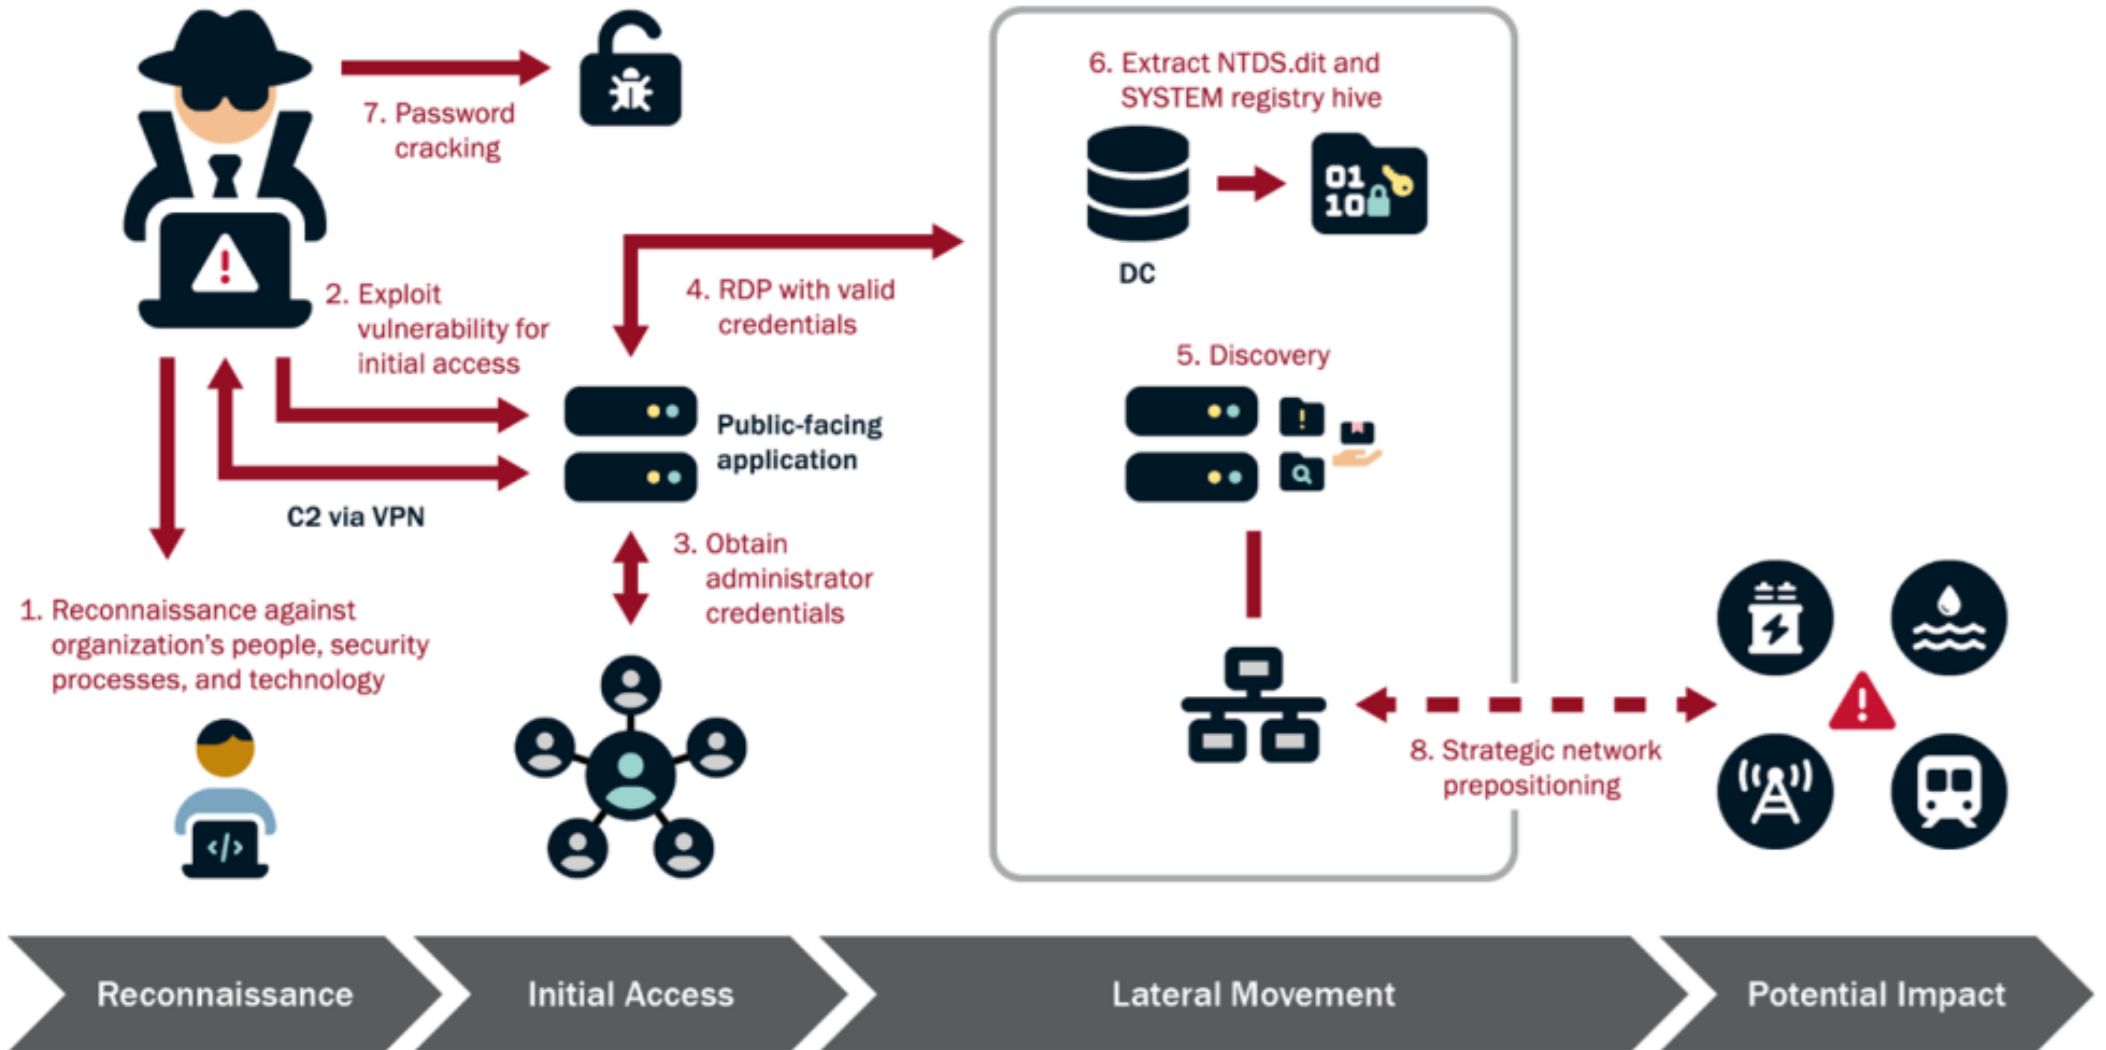 7. Password
cracking
2. Exploit
vulnerability for
initial access
C2 via VPN
1. Reconnaissance against
organization's people, security
processes, and technology
</>
4. RDP with valid
credentials
Public-facing
application
3. Obtain
administrator
credentials
6. Extract NTDS.dit and
SYSTEM registry hive
01
10
DC
5. Discovery
8. Strategic network
prepositioning
Reconnaissance
Initial Access
Lateral Movement
Potential Impact